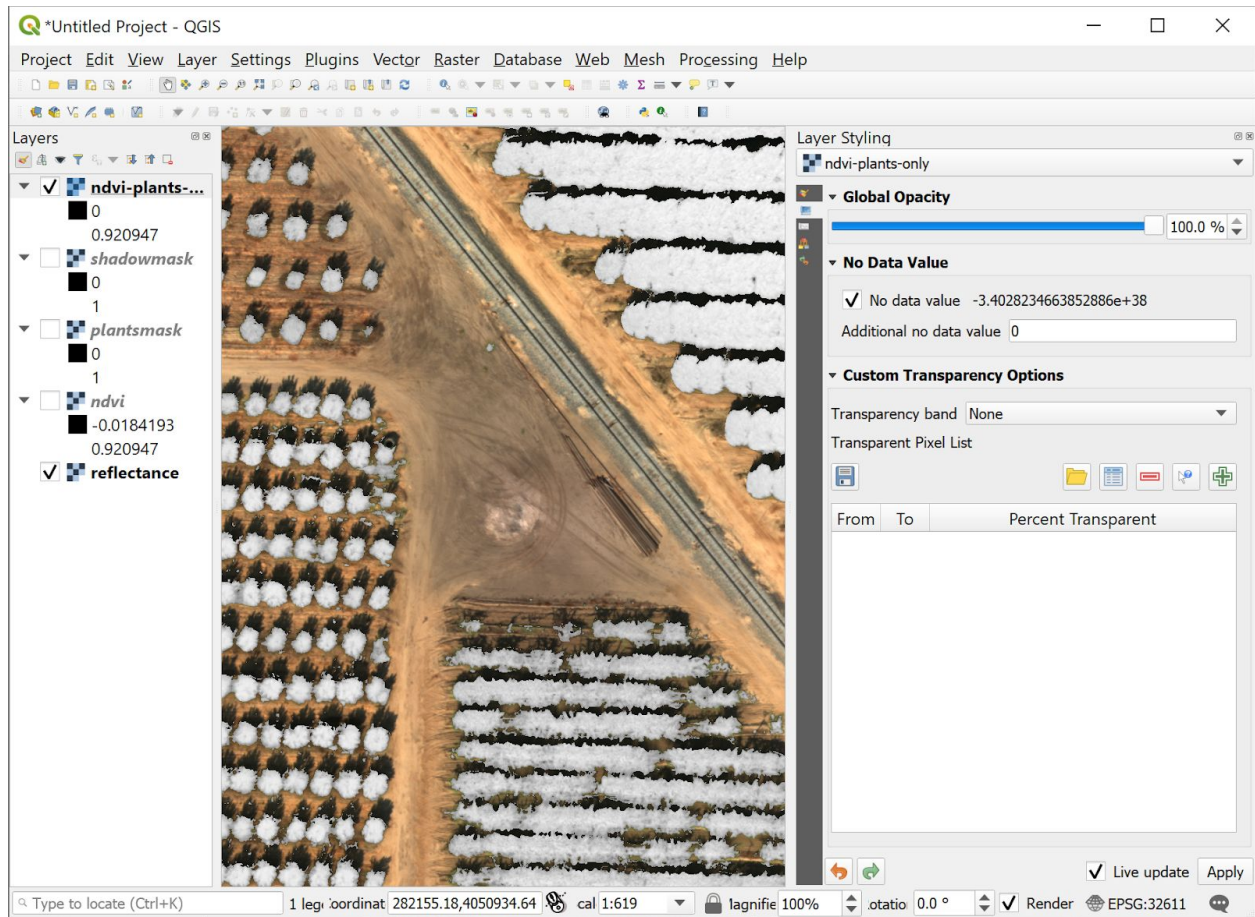 *Untitled Project - QGIS
Project Edit View Layer Settings Plugins Vector Raster Database Web Mesh Processing Help
Layers
ndvi-plants-...
0
0.920947
shadowmask
0
1
plantsmask
0
1
ndvi
-0.0184193
0.920947
reflectance
Layer Styling
ndvi-plants-only
Global Opacity
100.0 %
No Data Value
No data value -3.4028234663852886e+38
Additional no data value 0
Custom Transparency Options
Transparency band None
Transparent Pixel List
From To Percent Transparent
Live update Apply
Type to locate (Ctrl+K) 1 leg 282155.18,4050934.64 cal 1:619 100% 0.0 ° Render EPSG:32611